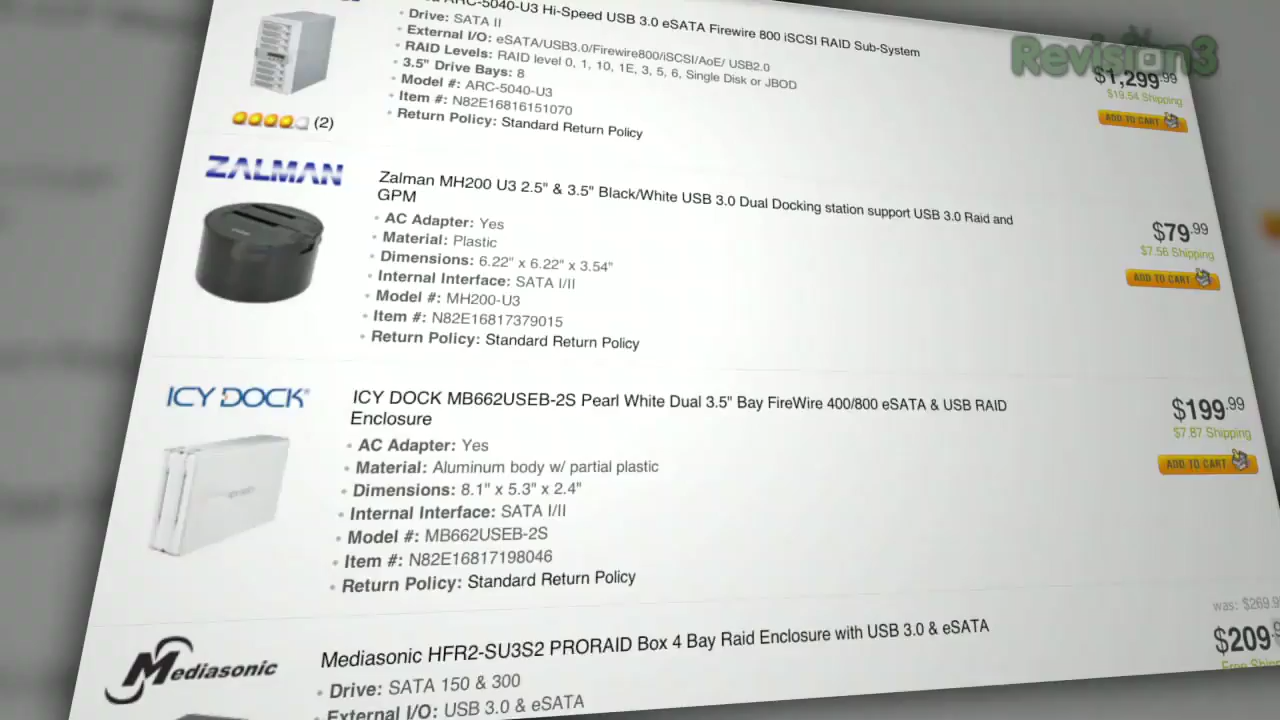 ARC-5040-U3 Hi-Speed USB 3.0 eSATA Firewire 800 iSCSI RAID Sub-System
• Drive: SATA II
• External I/O: eSATA/USB3.0/Firewire800/iSCSI/AoE/ USB2.0
• RAID Levels: RAID level 0, 1, 10, 1E, 3, 5, 6, Single Disk or JBOD
• 3.5" Drive Bays: 8
• Model #: ARC-5040-U3
• Item #: N82E16816151070
• Return Policy: Standard Return Policy
(2)
Revision3
$1,299.99
$19.54 Shipping
ADD TO CART
ZALMAN
Zalman MH200 U3 2.5" & 3.5" Black/White USB 3.0 Dual Docking station support USB 3.0 Raid and
GPM
• AC Adapter: Yes
• Material: Plastic
• Dimensions: 6.22" x 6.22" x 3.54"
• Internal Interface: SATA I/II
• Model #: MH200-U3
• Item #: N82E16817379015
• Return Policy: Standard Return Policy
$79.99
$7.56 Shipping
ADD TO CART
ICY DOCK
ICY DOCK MB662USEB-2S Pearl White Dual 3.5" Bay FireWire 400/800 eSATA & USB RAID
Enclosure
• AC Adapter: Yes
• Material: Aluminum body w/ partial plastic
• Dimensions: 8.1" x 5.3" x 2.4"
• Internal Interface: SATA I/II
• Model #: MB662USEB-2S
• Item #: N82E16817198046
• Return Policy: Standard Return Policy
$199.99
$7.87 Shipping
ADD TO CART
Mediasonic
Mediasonic HFR2-SU3S2 PRORAID Box 4 Bay Raid Enclosure with USB 3.0 & eSATA
• Drive: SATA 150 & 300
• External I/O: USB 3.0 & eSATA
was: $269.9
$209
Free